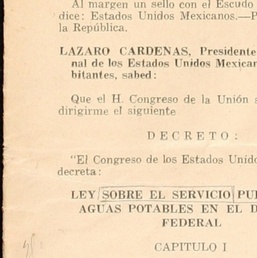 Al margen un sello con el Escudo
dice: Estados Unidos Mexicanos.—P
la República.
LAZARO CARDENAS, Presidente
nal de los Estados Unidos Mexican
bitantes, sabed:
Que el H. Congreso de la Unión s
dirigirme el siguiente
DECRETO:
"El Congreso de los Estados Unido
decreta:
LEY SOBRE EL SERVICIO PU
AGUAS POTABLES EN EL D
FEDERAL
CAPITULO I